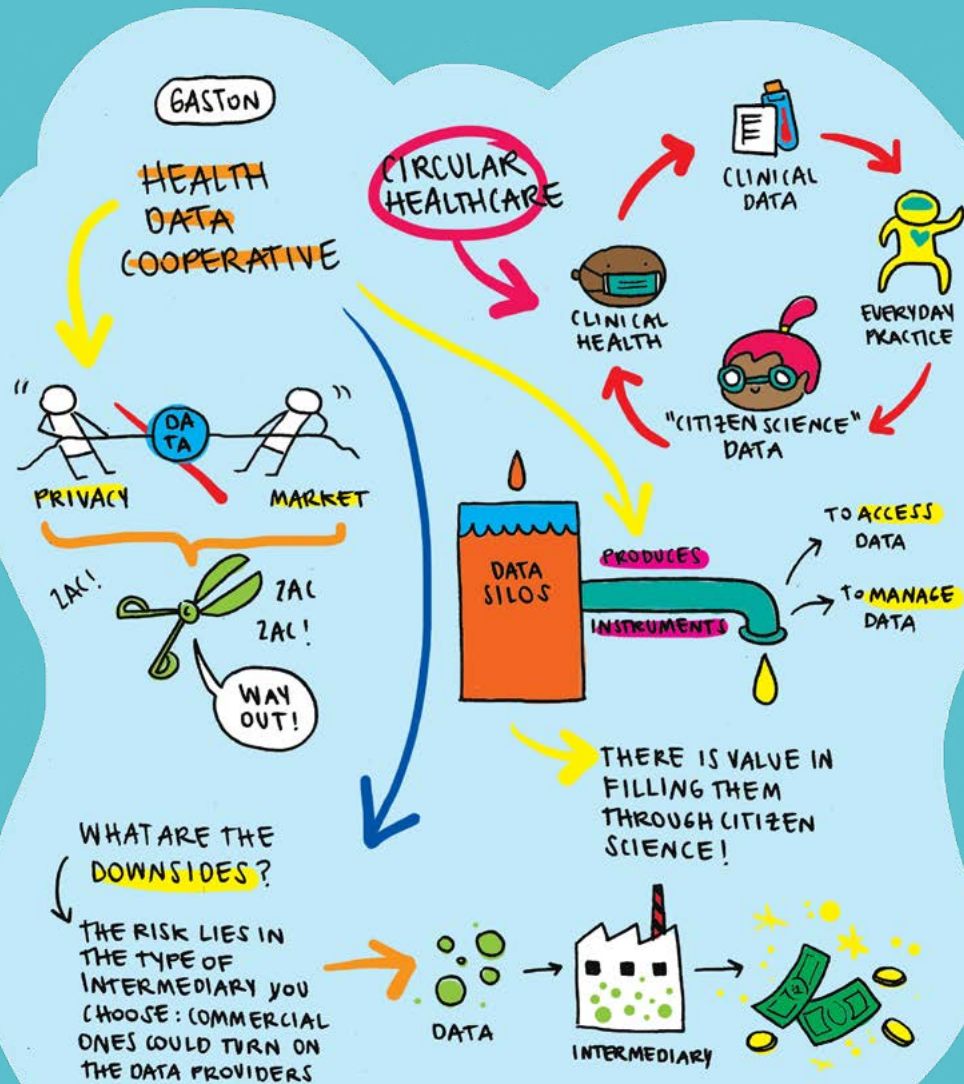 GASTON
HEALTH
DATA
COOPERATIVE
CIRCULAR
HEALTHCARE
CLINICAL
DATA
EVERYDAY
PRACTICE
"CITIZEN SCIENCE"
DATA
CLINICAL
HEALTH
DA
TA
PRIVACY
MARKET
ZAC!
ZAC
ZAC!
WAY
OUT!
DATA
SILOS
PRODUCES
INSTRUMENTS
TO ACCESS
DATA
TO MANAGE
DATA
THERE IS VALUE IN
FILLING THEM
THROUGH CITIZEN
SCIENCE!
WHAT ARE THE
DOWNSIDES?
THE RISK LIES IN
THE TYPE OF
INTERMEDIARY YOU
CHOOSE: COMMERCIAL
ONES COULD TURN ON
THE DATA PROVIDERS
DATA
INTERMEDIARY